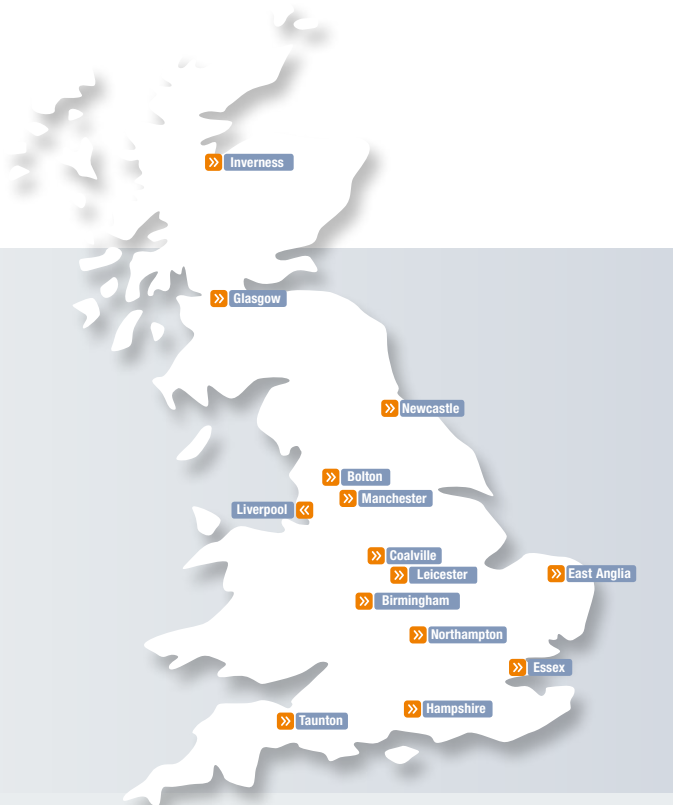 Inverness
Glasgow
Newcastle
Bolton
Manchester
Liverpool
Coalville
Leicester
East Anglia
Birmingham
Northampton
Essex
Hampshire
Taunton